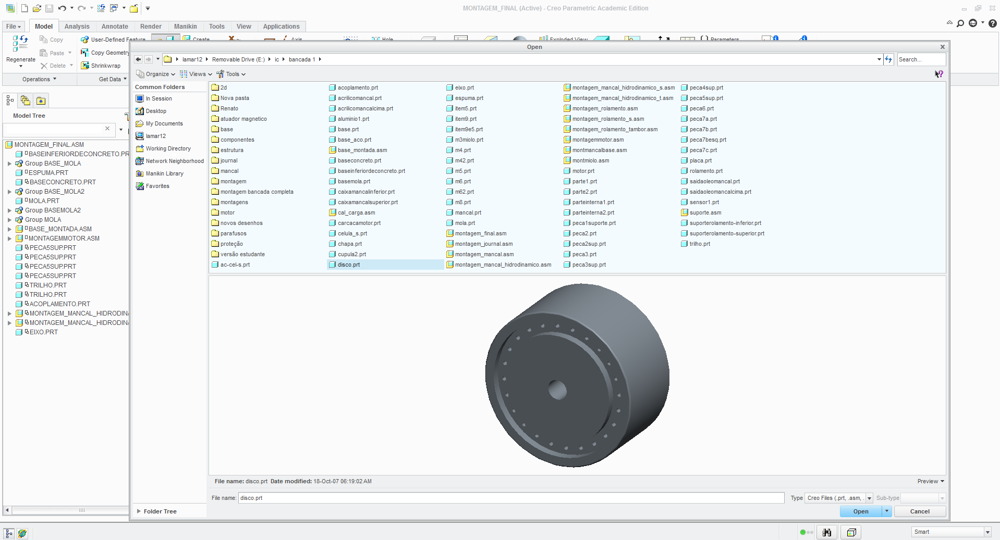 MONTAGEM_FINAL (Active) - Creo Parametric Academic Edition
File Model Analysis Annotate Render Manikin Tools View Applications
Regenerate
Copy
Paste
Delete
Operations
User-Defined Feature
Copy Geometry
Shrinkwrap
Get Data
Create
Axis
Hole
Exploded View
Parameters
Model Tree
MONTAGEM_FINAL.ASM
BASEINFERIORDECONCRETO.PR
Group BASE_MOLA
ESPUMA.PRT
BASECONCRETO.PRT
Group BASE_MOLA2
MOLA.PRT
Group BASEMOLA2
Group MOLA
BASE_MONTADA.ASM
MONTAGEMMOTOR.ASM
PECA5SUP.PRT
PECA5SUP.PRT
PECA5SUP.PRT
PECA5SUP.PRT
TRILHO.PRT
TRILHO.PRT
ACOPLAMENTO.PRT
MONTAGEM_MANCAL_HIDRODIN
MONTAGEM_MANCAL_HIDRODIN
EIXO.PRT
Open
lamar12 Removable Drive (E:) ic bancada 1
Search...
Organize Views Tools
Common Folders
In Session
Desktop
My Documents
lamar12
Working Directory
Network Neighborhood
Manikin Library
Favorites
Folder Tree
2d
Nova pasta
Renato
atuador magnetico
base
componentes
estrutura
journal
mancal
montagem
montagem bancada completa
montagens
motor
novos desenhos
parafusos
proteção
versão estudante
ac-cel-s.prt
acoplamento.prt
acrilicomancal.prt
acrilicomancalcima.prt
aluminio1.prt
base.prt
base_aco.prt
base_montada.asm
baseconcreto.prt
baseinferiordeconcreto.prt
basemola.prt
caixamancalinferior.prt
caixamancalsuperior.prt
cal_carga.asm
carcacamotor.prt
celula_s.prt
chapa.prt
cupula2.prt
disco.prt
eixo.prt
espuma.prt
item5.prt
item9.prt
item9e5.prt
m3miolo.prt
m4.prt
m42.prt
m5.prt
m6.prt
m62.prt
m8.prt
mancal.prt
mola.prt
montagem_final.asm
montagem_journal.asm
montagem_mancal.asm
montagem_mancal_hidrodinamico.asm
montagem_mancal_hidrodinamico_s.asm
montagem_mancal_hidrodinamico_t.asm
montagem_rolamento.asm
montagem_rolamento_s.asm
montagem_rolamento_tambor.asm
montagemmotor.asm
montmancalbase.asm
montmiolo.asm
motor.prt
parte1.prt
parte2.prt
parteinterna1.prt
parteinterna2.prt
peca1suporte.prt
peca2.prt
peca2sup.prt
peca3.prt
peca3sup.prt
peca4sup.prt
peca5sup.prt
peca6.prt
peca7a.prt
peca7b.prt
peca7besq.prt
peca7c.prt
placa.prt
rolamento.prt
saidaoleomancal.prt
saidaoleomancalcima.prt
sensor1.prt
suporte.asm
suporterolamento-inferior.prt
suporterolamento-superior.prt
trilho.prt
File name: disco.prt Date modified: 18-Oct-07 06:19:02 AM
Preview
File name: disco.prt
Type Creo Files (.prt, .asm, .
Sub-type
Open
Cancel
Smart